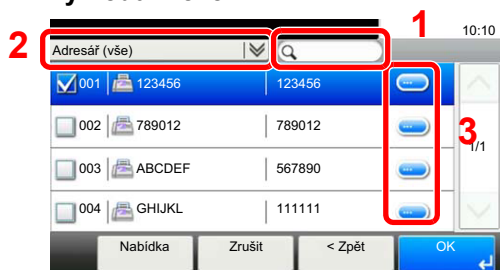 1
10:10
2
Adresář (vše)
001 123456 123456
002 789012 789012
3
1/1
003 ABCDEF 567890
004 GHIJKL 111111
Nabídka Zrušit < Zpět OK